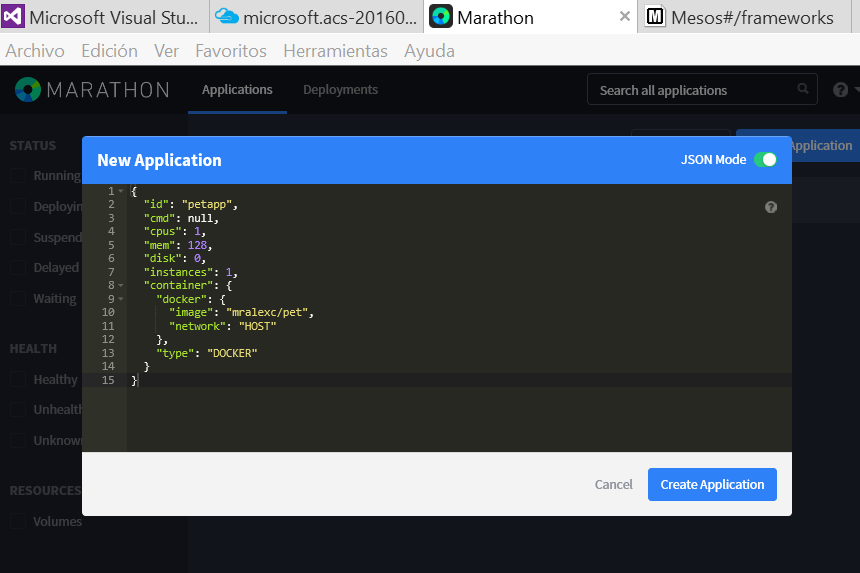 Microsoft Visual Stu...
microsoft.acs-20160...
Marathon
Mesos#/frameworks
Archivo Edición Ver Favoritos Herramientas Ayuda
MARATHON
Applications
Deployments
Search all applications
STATUS
Running
Deployin
Suspend
Delayed
Waiting
HEALTH
Healthy
Unhealth
Unknow
RESOURCES
Volumes
Application
New Application
JSON Mode
1 {
2 "id": "petapp",
3 "cmd": null,
4 "cpus": 1,
5 "mem": 128,
6 "disk": 0,
7 "instances": 1,
8 "container": {
9 "docker": {
10 "image": "mralexc/pet",
11 "network": "HOST"
12 },
13 "type": "DOCKER"
14 }
15 }
Cancel
Create Application